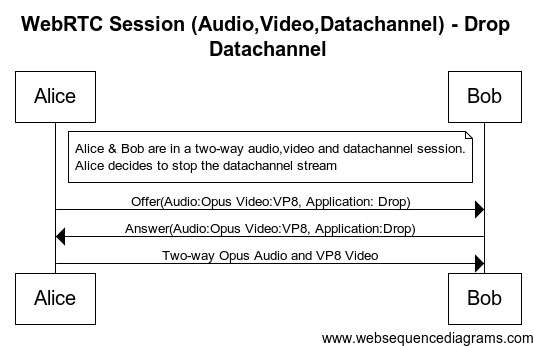 WebRTC Session (Audio,Video,Datachannel) - Drop
Datachannel
Alice
Bob
Alice & Bob are in a two-way audio,video and datachannel session.
Alice decides to stop the datachannel stream
Offer(Audio:Opus Video:VP8, Application: Drop)
Answer(Audio:Opus Video:VP8, Application:Drop)
Two-way Opus Audio and VP8 Video
Alice
Bob
www.websequencediagrams.com